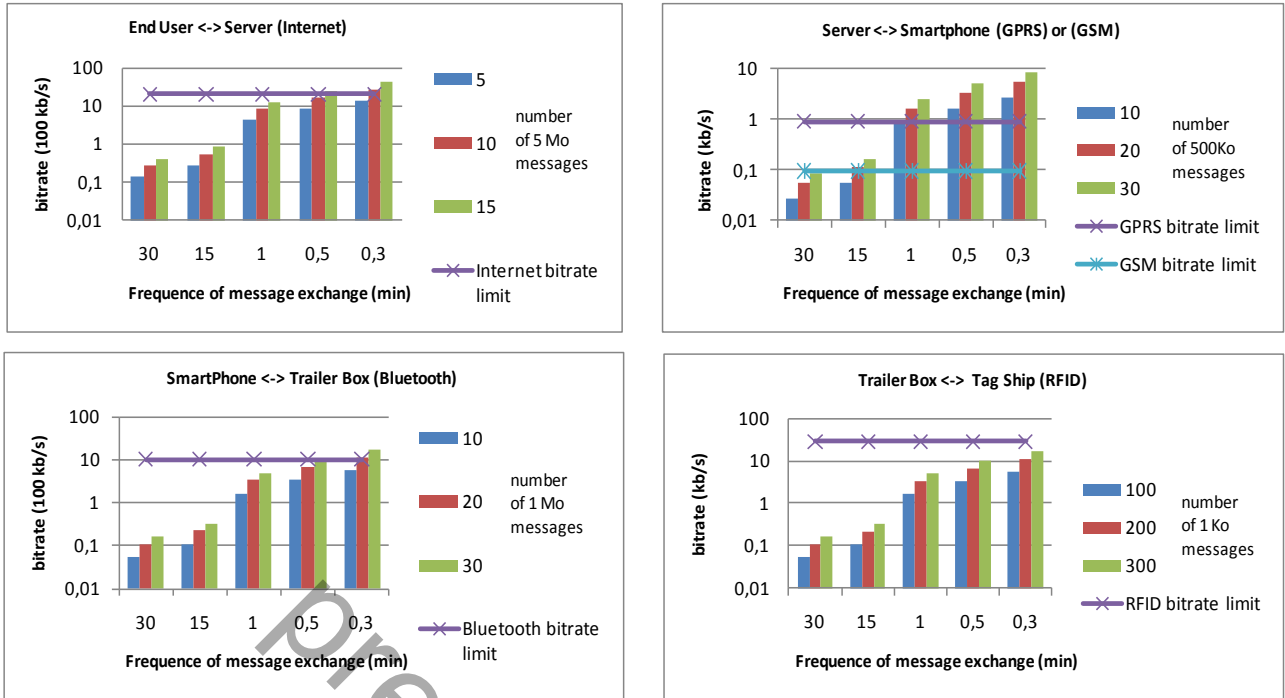 End User <-> Server (Internet)
bitrate (100 kb/s)
100
10
1
0,1
0,01
30 15 1 0,5 0,3
Frequence of message exchange (min)
5
10
15
number
of 5 Mo
messages
Internet bitrate
limit
Server <-> Smartphone (GPRS) or (GSM)
bitrate (kb/s)
10
1
0,1
0,01
30 15 1 0,5 0,3
Frequence of message exchange (min)
10
20
30
number
of 500Ko
messages
GPRS bitrate limit
GSM bitrate limit
SmartPhone <-> Trailer Box (Bluetooth)
bitrate (100 kb/s)
100
10
1
0,1
0,01
30 15 1 0,5 0,3
Frequence of message exchange (min)
10
20
30
number
of 1 Mo
messages
Bluetooth bitrate
limit
Trailer Box <-> Tag Ship (RFID)
bitrate (kb/s)
100
10
1
0,1
0,01
30 15 1 0,5 0,3
Frequence of message exchange (min)
100
200
300
number
of 1 Ko
messages
RFID bitrate limit
pre